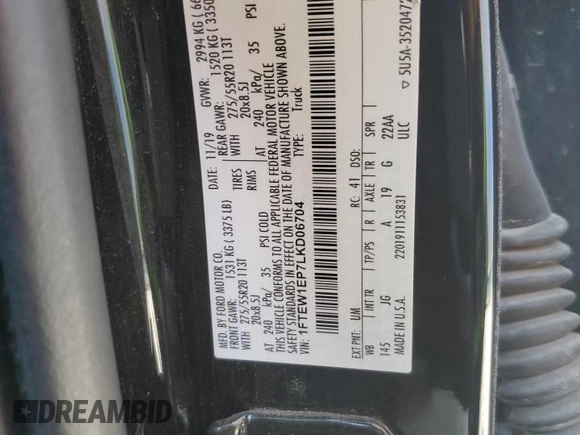 MFD. BY FORD MOTOR CO. DATE: 11/19 GVWR: 2994 KG
FRONT GAWR: 1531 KG ( 3375 LB) REAR GAWR: 1520 KG
WITH 275/55R20 113T TIRES WITH 275/55R20 113T
20x8.5J RIMS 20x8.5J
AT 240 kPa/ 35 PSI COLD AT 240 kPa/ 35 PSI
THIS VEHICLE CONFORMS TO ALL APPLICABLE FEDERAL MOTOR VEHICLE
SAFETY STANDARDS IN EFFECT ON THE DATE OF MANUFACTURE SHOWN ABOVE.
VIN: 1FTEW1EP7LKD06704 TYPE: Truck
EXT PNT: UM RC: 41 DSO:
WB INT TR TP/PS R AXLE TR SPR
145 JG A 19 G 22AA
2201911153831 ULC
MADE IN U.S.A.
DREAMBID